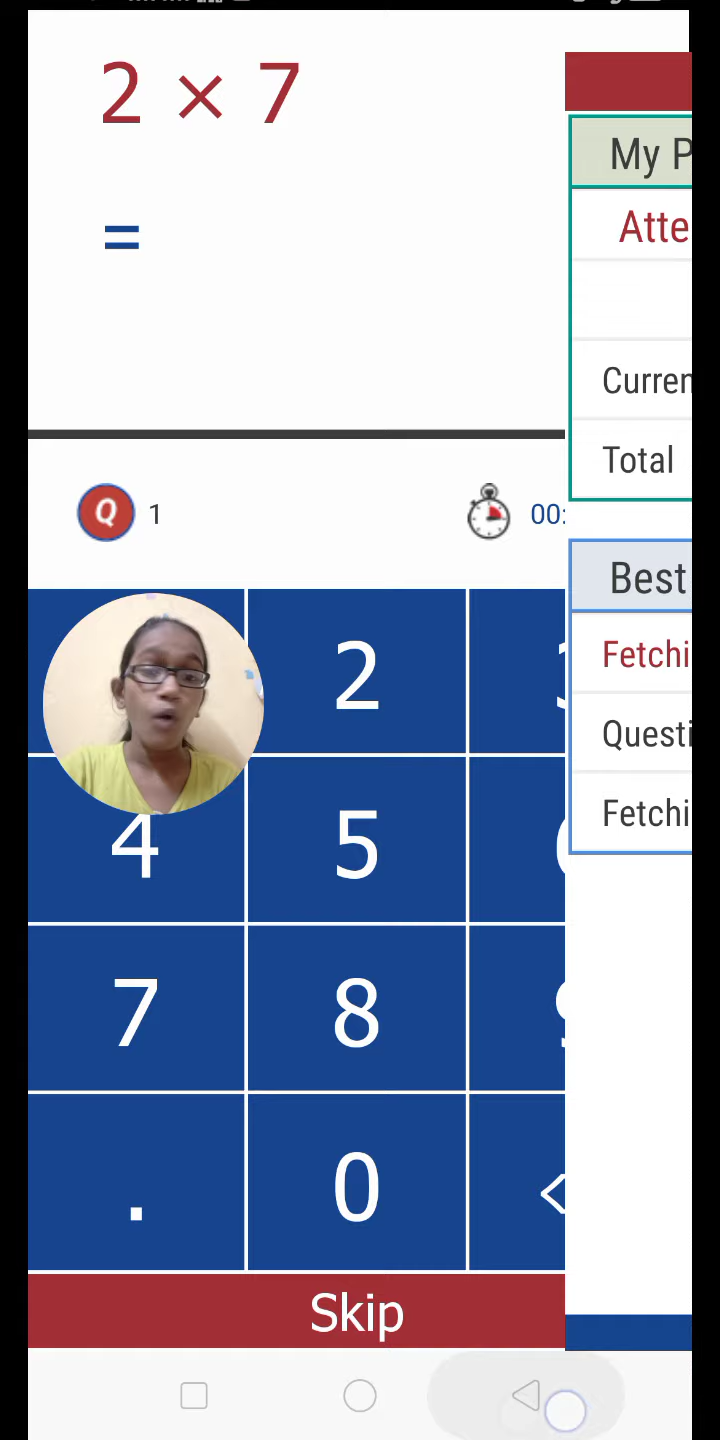 2 × 7
=
Q 1
00:
2
4 5
7 8
. 0 <
Skip
My P
Atte
Curren
Total
Best
Fetchi
Questi
Fetchi